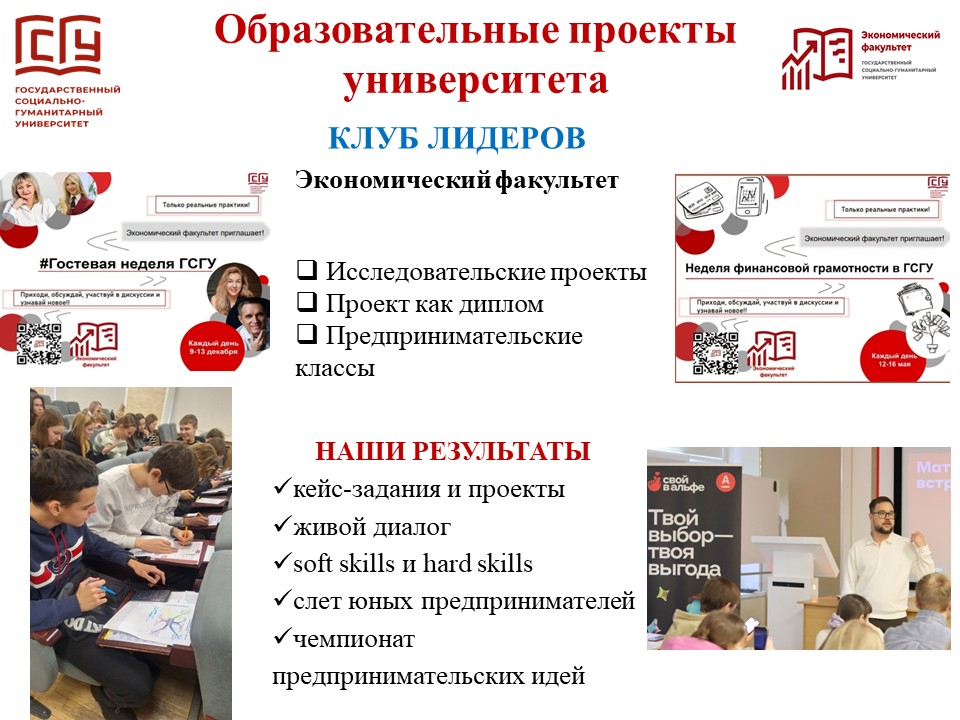 ГСГУ
ГОСУДАРСТВЕННЫЙ
СОЦИАЛЬНО-
ГУМАНИТАРНЫЙ
УНИВЕРСИТЕТ
Образовательные проекты
университета
Экономический
факультет
ГОСУДАРСТВЕННЫЙ
СОЦИАЛЬНО-ГУМАНИТАРНЫЙ
УНИВЕРСИТЕТ
КЛУБ ЛИДЕРОВ
Экономический факультет
ГСГУ
Только реальные практики!
Экономический факультет приглашает!
#Гостевая неделя ГСГУ
Приходи, обсуждай, участвуй в дискуссии и
узнавай новое!!
Экономический
факультет
Каждый день
9-13 декабря
Исследовательские проекты
Проект как диплом
Предпринимательские
классы
ГСГУ
Только реальные практики!
Экономический факультет приглашает!
Неделя финансовой грамотности в ГСГУ
Приходи, обсуждай, участвуй в дискуссии и
узнавай новое!!
Экономический
факультет
Каждый день
12-16 мая
НАШИ РЕЗУЛЬТАТЫ
кейс-задания и проекты
живой диалог
soft skills и hard skills
слет юных предпринимателей
чемпионат
предпринимательских идей
свой
в альфе
А
Твой
выбор—
твоя
выгода